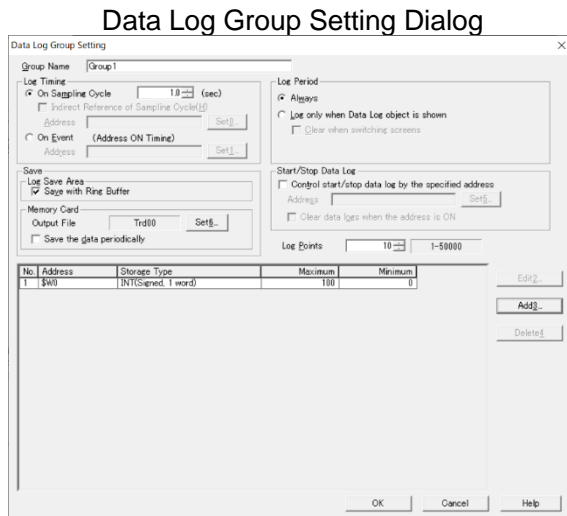 Data Log Group Setting Dialog
Data Log Group Setting
Group Name Group1
Log Timing
On Sampling Cycle 1.0 (sec)
Indirect Reference of Sampling Cycle(H)
Address Set0...
On Event (Address ON Timing)
Address Set1...
Log Period
Always
Log only when Data Log object is shown
Clear when switching screens
Save
Log Save Area
Save with Ring Buffer
Memory Card
Output File Trd00 Set6...
Save the data periodically
Start/Stop Data Log
Control start/stop data log by the specified address
Address Set5...
Clear data logs when the address is ON
Log Points 10 1-50000
No. Address Storage Type Maximum Minimum
1 $W0 INT(Signed, 1 word) 100 0
Edit2...
Add3...
Delete4
OK Cancel Help